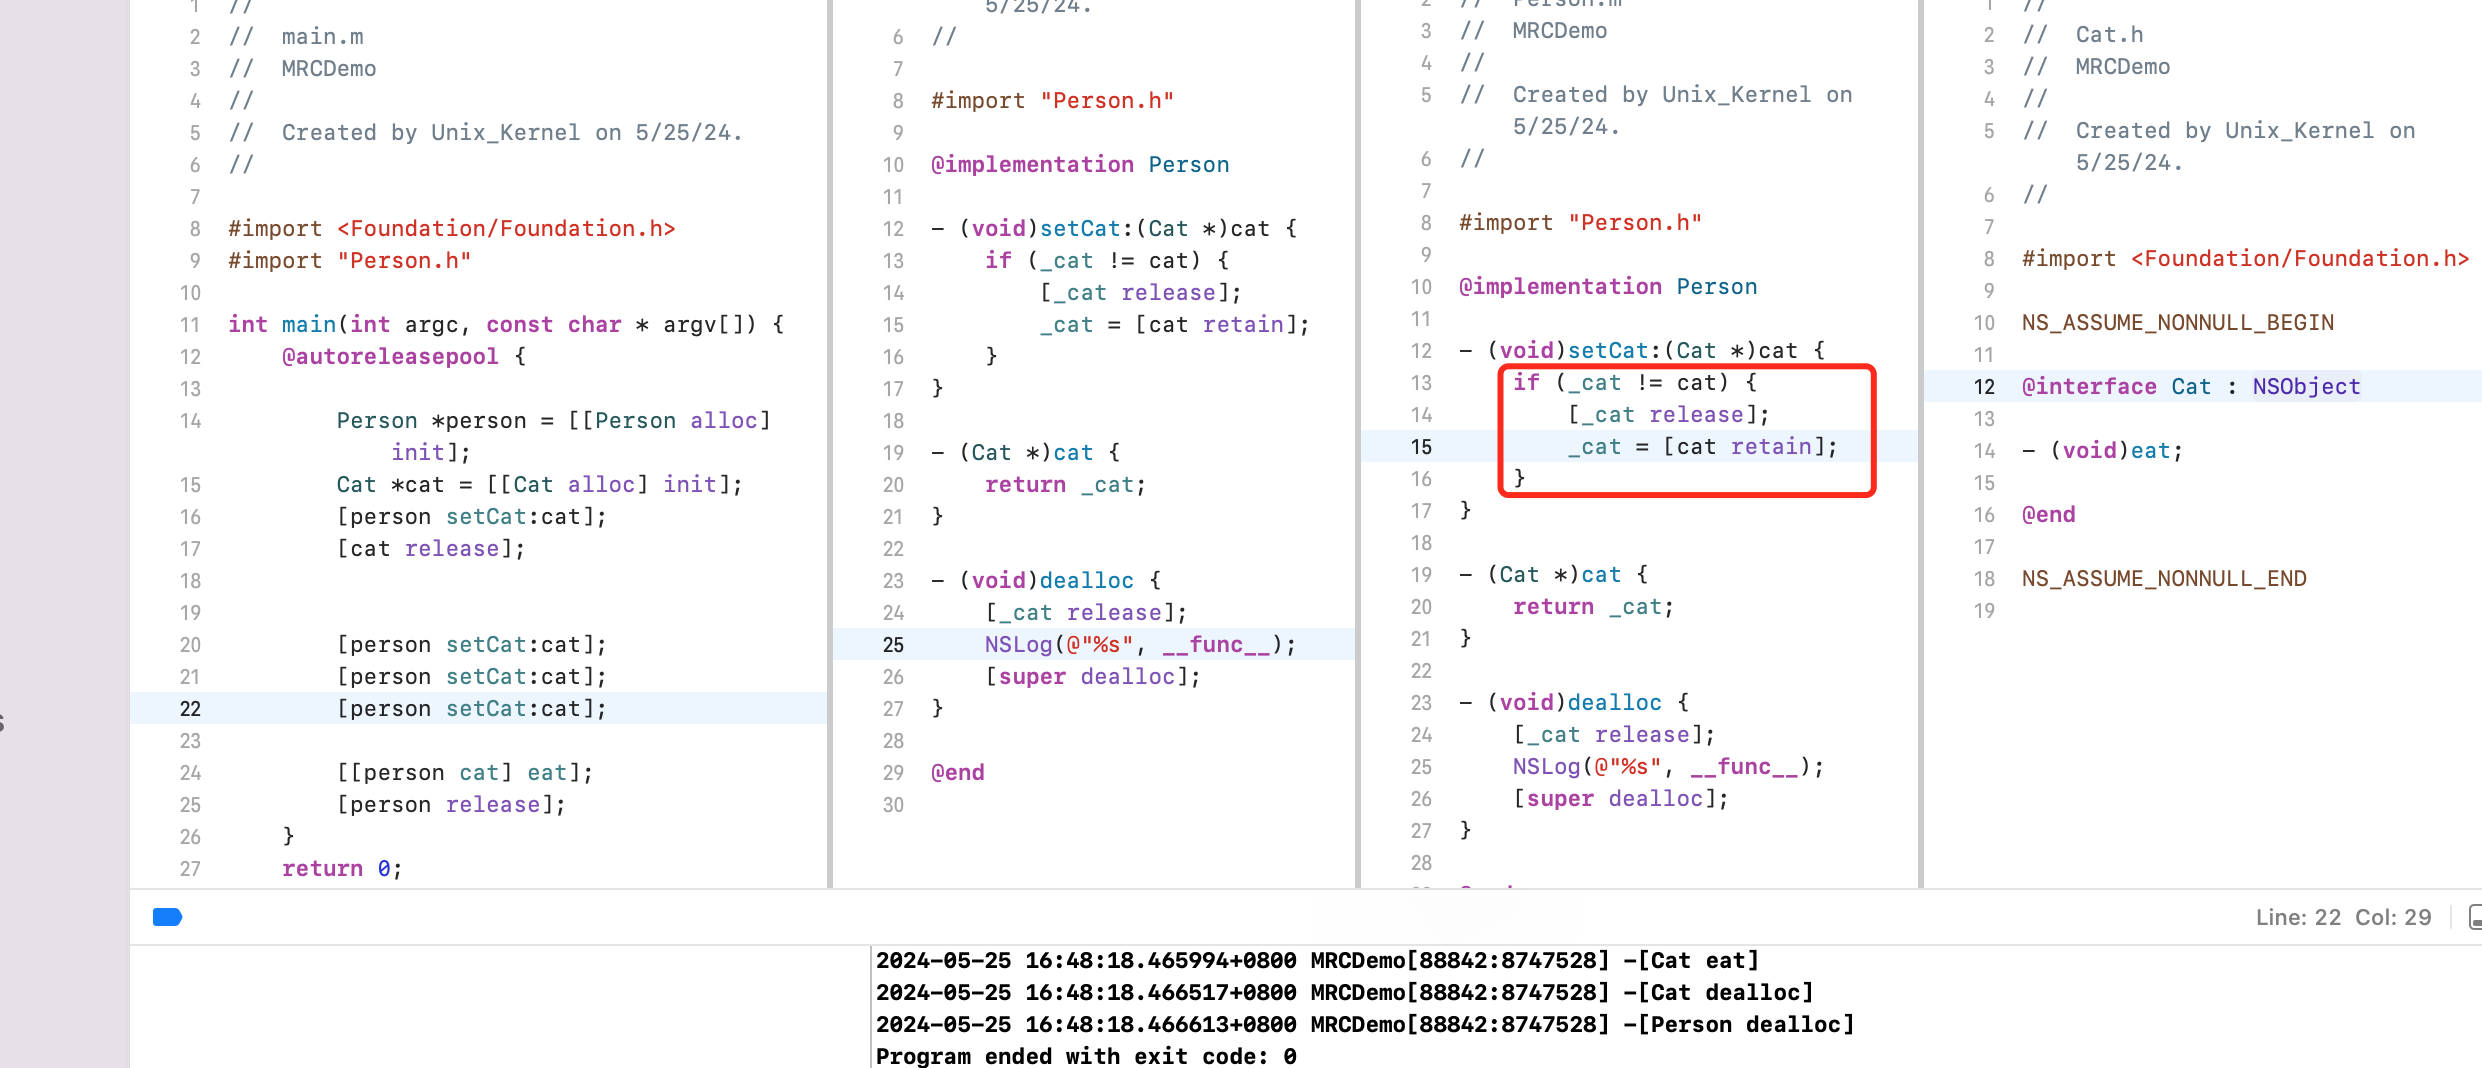 1 //
2 //  main.m
3 //  MRCDemo
4 //
5 //  Created by Unix_Kernel on 5/25/24.
6 //
7
8 #import <Foundation/Foundation.h>
9 #import "Person.h"
10
11 int main(int argc, const char * argv[]) {
12     @autoreleasepool {
13
14         Person *person = [[Person alloc]
            init];
15         Cat *cat = [[Cat alloc] init];
16         [person setCat:cat];
17         [cat release];
18
19
20         [person setCat:cat];
21         [person setCat:cat];
22         [person setCat:cat];
23
24         [[person cat] eat];
25         [person release];
26     }
27     return 0;
5/25/24.
6 //
7
8 #import "Person.h"
9
10 @implementation Person
11
12 - (void)setCat:(Cat *)cat {
13     if (_cat != cat) {
14         [_cat release];
15         _cat = [cat retain];
16     }
17 }
18
19 - (Cat *)cat {
20     return _cat;
21 }
22
23 - (void)dealloc {
24     [_cat release];
25     NSLog(@"%s", __func__);
26     [super dealloc];
27 }
28
29 @end
30
2 //  Person.m
3 //  MRCDemo
4 //
5 //  Created by Unix_Kernel on
    5/25/24.
6 //
7
8 #import "Person.h"
9
10 @implementation Person
11
12 - (void)setCat:(Cat *)cat {
13     if (_cat != cat) {
14         [_cat release];
15         _cat = [cat retain];
16     }
17 }
18
19 - (Cat *)cat {
20     return _cat;
21 }
22
23 - (void)dealloc {
24     [_cat release];
25     NSLog(@"%s", __func__);
26     [super dealloc];
27 }
28
1 //
2 //  Cat.h
3 //  MRCDemo
4 //
5 //  Created by Unix_Kernel on
    5/25/24.
6 //
7
8 #import <Foundation/Foundation.h>
9
10 NS_ASSUME_NONNULL_BEGIN
11
12 @interface Cat : NSObject
13
14 - (void)eat;
15
16 @end
17
18 NS_ASSUME_NONNULL_END
19
Line: 22  Col: 29
2024-05-25 16:48:18.465994+0800 MRCDemo[88842:8747528] -[Cat eat]
2024-05-25 16:48:18.466517+0800 MRCDemo[88842:8747528] -[Cat dealloc]
2024-05-25 16:48:18.466613+0800 MRCDemo[88842:8747528] -[Person dealloc]
Program ended with exit code: 0